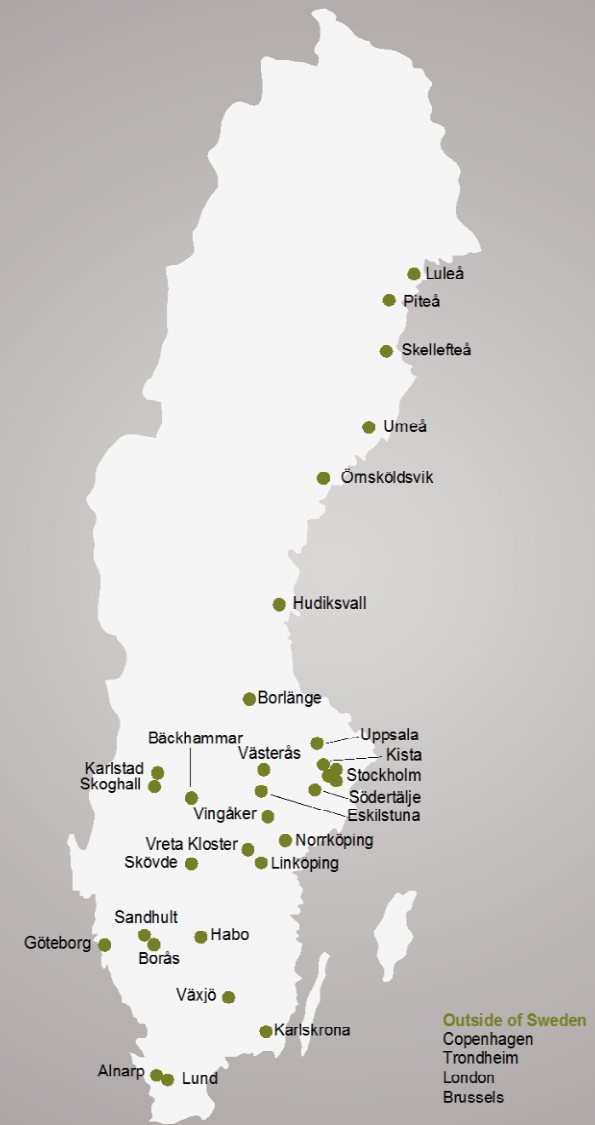 Luleå
Piteå
Skellefteå
Umeå
Örnsköldsvik
Hudiksvall
Borlänge
Uppsala
Bäckhammar
Kista
Västerås
Karlstad
Stockholm
Skoghall
Södertälje
Vingåker
Eskilstuna
Norrköping
Vreta Kloster
Skövde
Linköping
Sandhult
Habo
Göteborg
Borås
Växjö
Karlskrona
Alnarp
Lund
Outside of Sweden
Copenhagen
Trondheim
London
Brussels